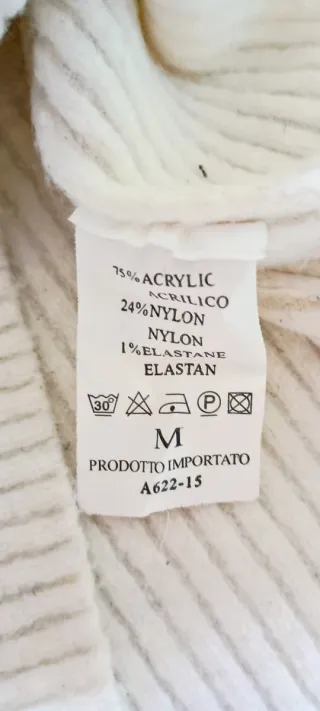 75% ACRYLIC
ACRILICO
24% NYLON
NYLON
1% ELASTANE
ELASTAN
30° P
M
PRODOTTO IMPORTATO
A622-15